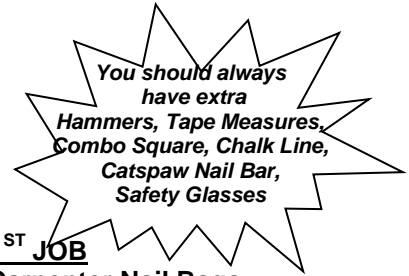 You should always
have extra
Hammers, Tape Measures,
Combo Square, Chalk Line,
Catspaw Nail Bar,
Safety Glasses
ST JOB
Carpenter Nail Bags